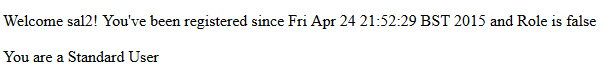 Welcome sal2! You've been registered since Fri Apr 24 21:52:29 BST 2015 and Role is false
You are a Standard User